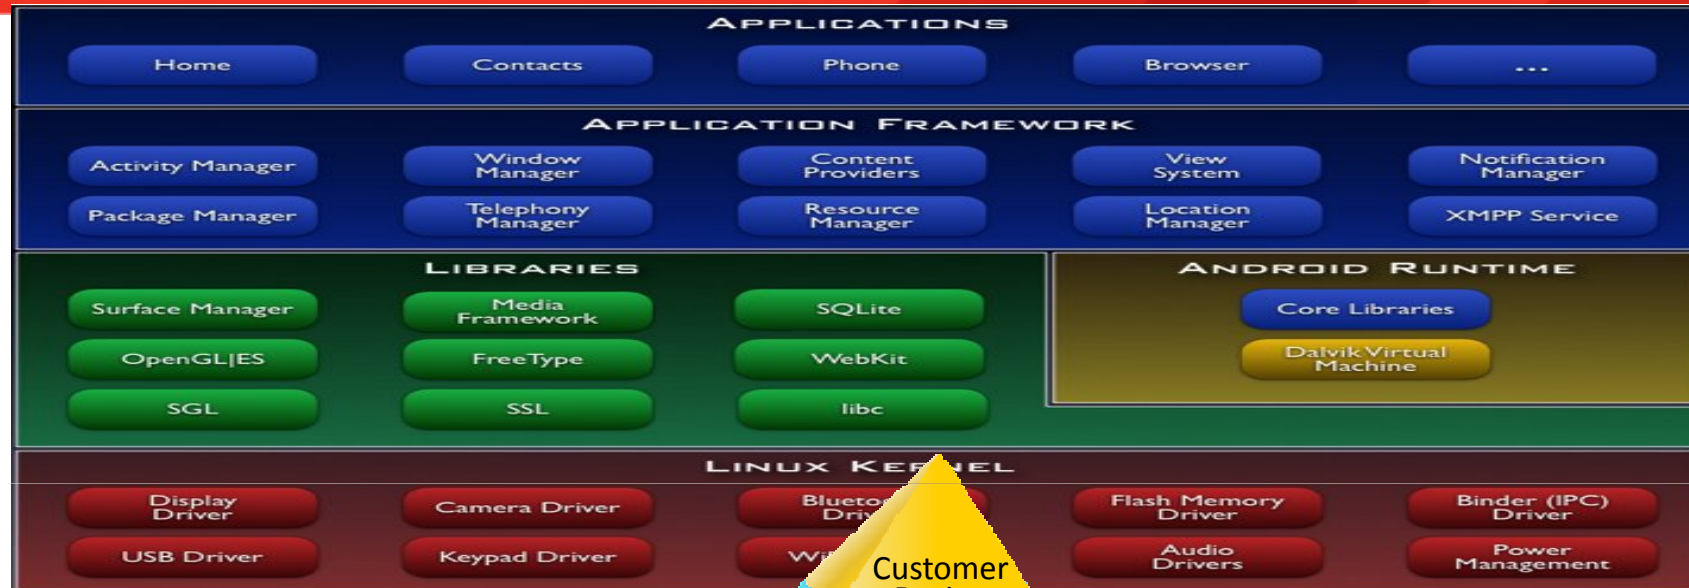 APPLICATIONS
Home
Contacts
Phone
Browser
...
APPLICATION FRAMEWORK
Activity Manager
Window
Manager
Content
Providers
View
System
Notification
Manager
Package Manager
Telephony
Manager
Resource
Manager
Location
Manager
XMPP Service
LIBRARIES
Surface Manager
Media
Framework
SQLite
OpenGL|ES
FreeType
WebKit
SGL
SSL
libc
ANDROID RUNTIME
Core Libraries
Dalvik Virtual
Machine
LINUX KERNEL
Display
Driver
Camera Driver
Flash Memory
Driver
Binder (IPC)
Driver
USB Driver
Keypad Driver
Audio
Drivers
Power
Management
Customer